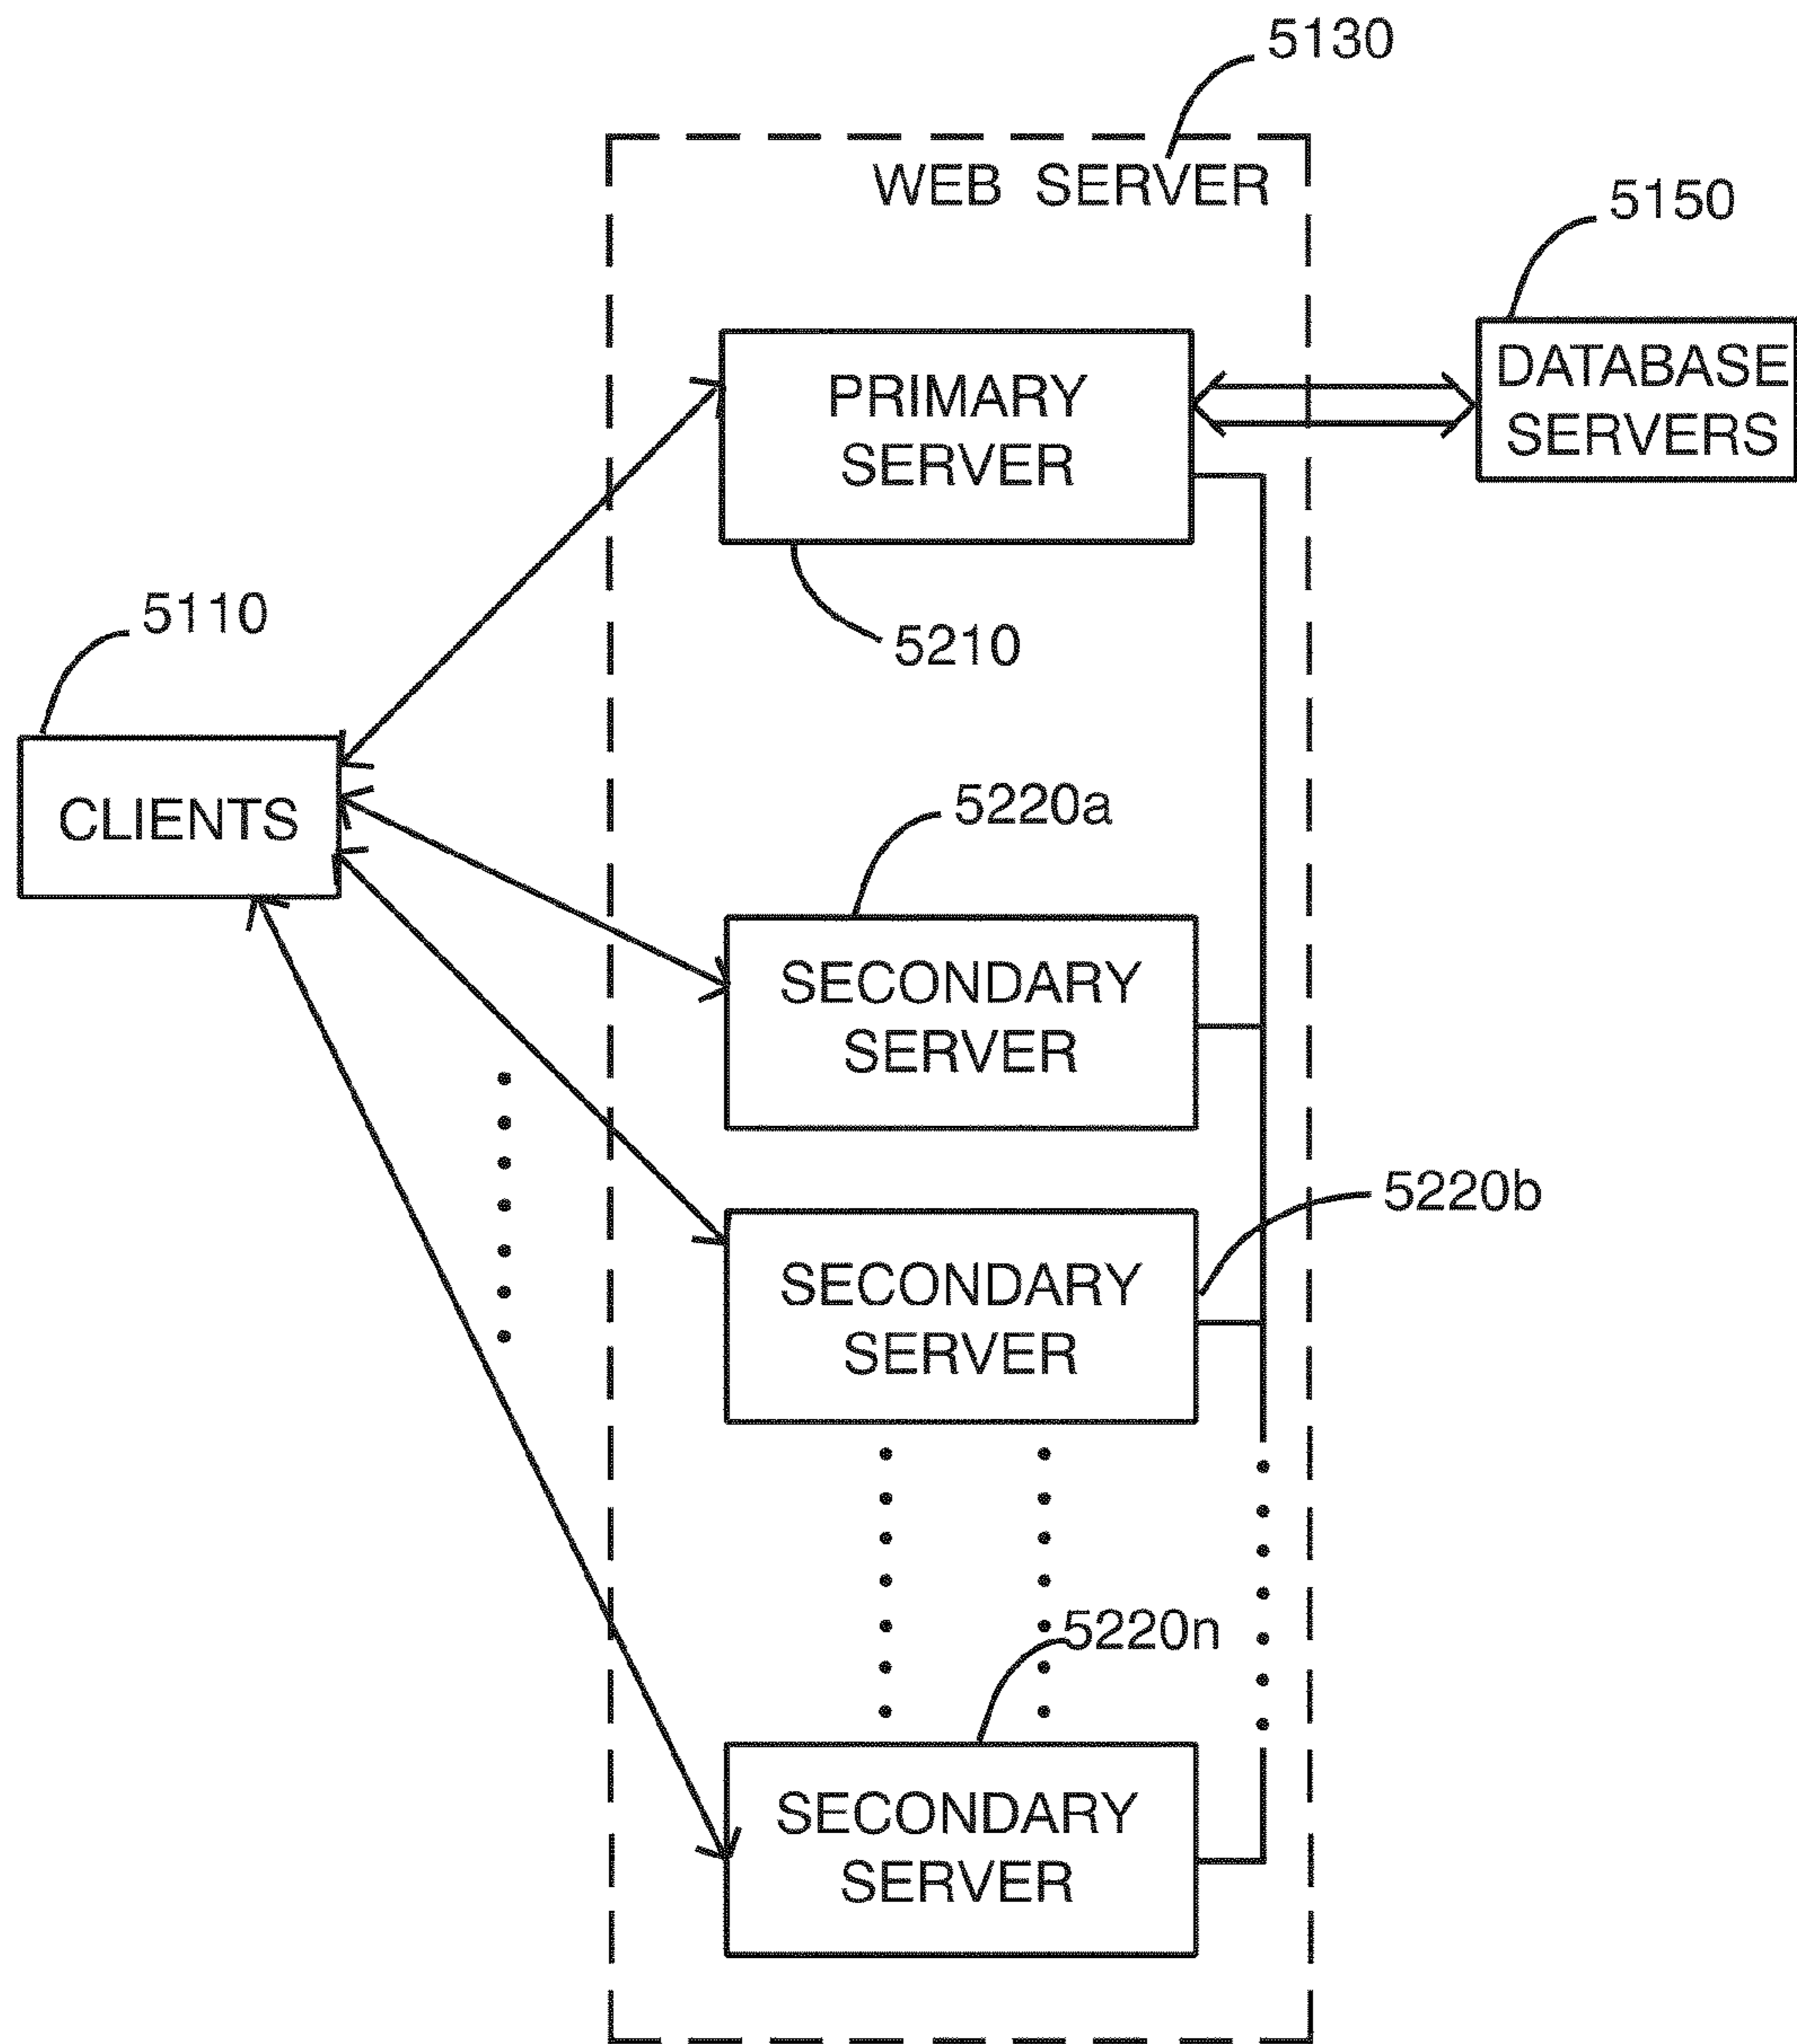 5130
WEB SERVER
5150
PRIMARY
SERVER
DATABASE
SERVERS
5110
5210
CLIENTS
5220a
SECONDARY
SERVER
5220b
SECONDARY
SERVER
5220n
SECONDARY
SERVER